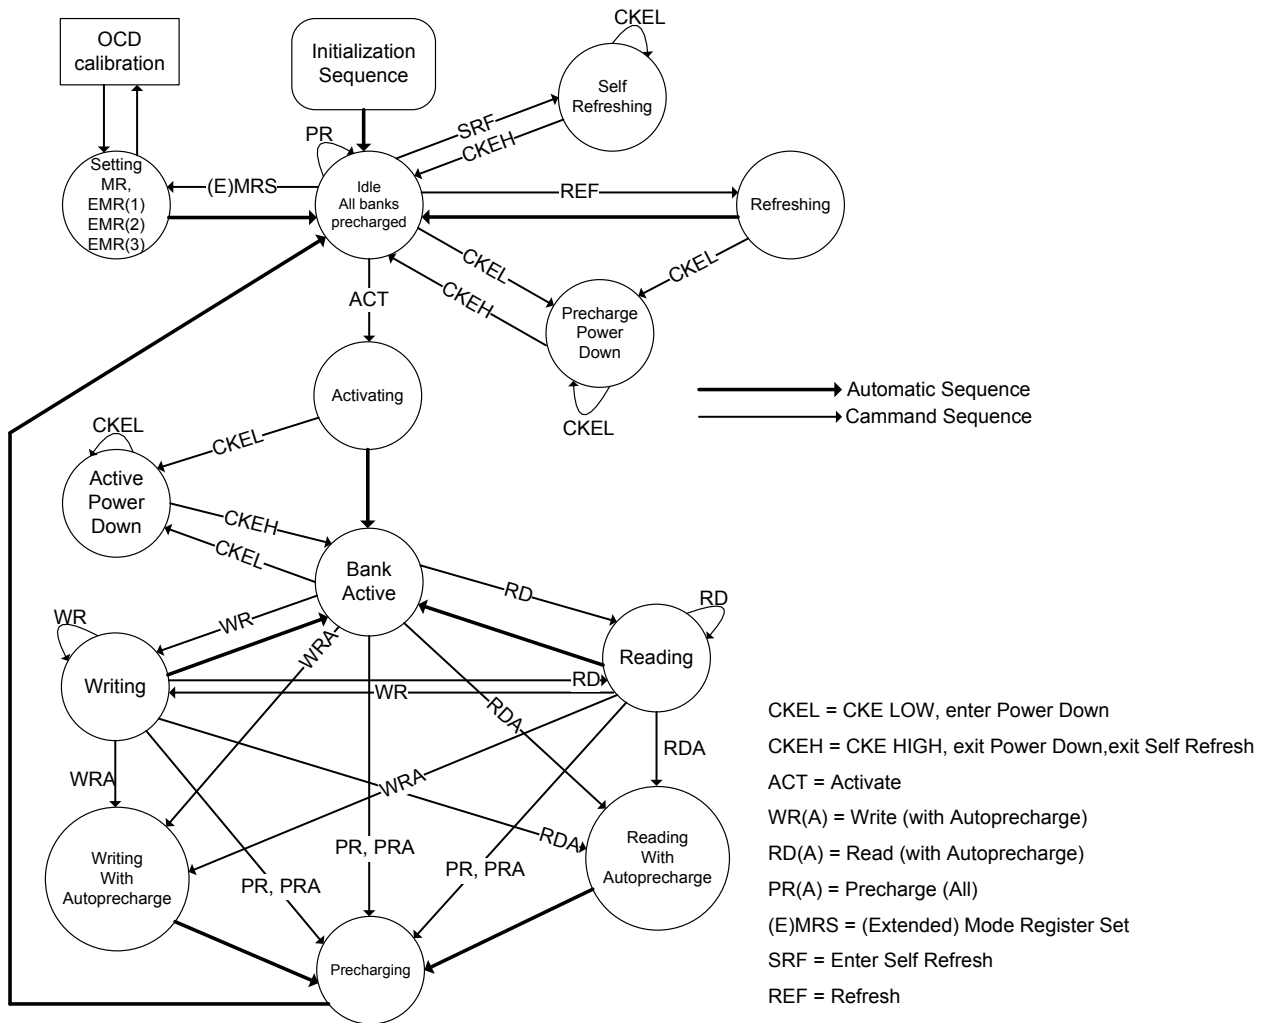 OCD
calibration
Initialization
Sequence
CKEL
Self
Refreshing
PR
SRF
CKEH
Setting
MR,
EMR(1)
EMR(2)
EMR(3)
(E)MRS
Idle
All banks
precharged
REF
Refreshing
CKEL
CKEH
CKEL
ACT
Precharge
Power
Down
CKEL
Activating
Automatic Sequence
Cammand Sequence
CKEL
CKEL
Active
Power
Down
CKEH
CKEL
Bank
Active
RD
WR
WR
WRA
RD
Writing
Reading
RD
WR
RDA
RDA
WRA
WRA
RDA
PR, PRA
PR, PRA
PR, PRA
Writing
With
Autoprecharge
Reading
With
Autoprecharge
Precharging
CKEL = CKE LOW, enter Power Down
CKEH = CKE HIGH, exit Power Down,exit Self Refresh
ACT = Activate
WR(A) = Write (with Autoprecharge)
RD(A) = Read (with Autoprecharge)
PR(A) = Precharge (All)
(E)MRS = (Extended) Mode Register Set
SRF = Enter Self Refresh
REF = Refresh